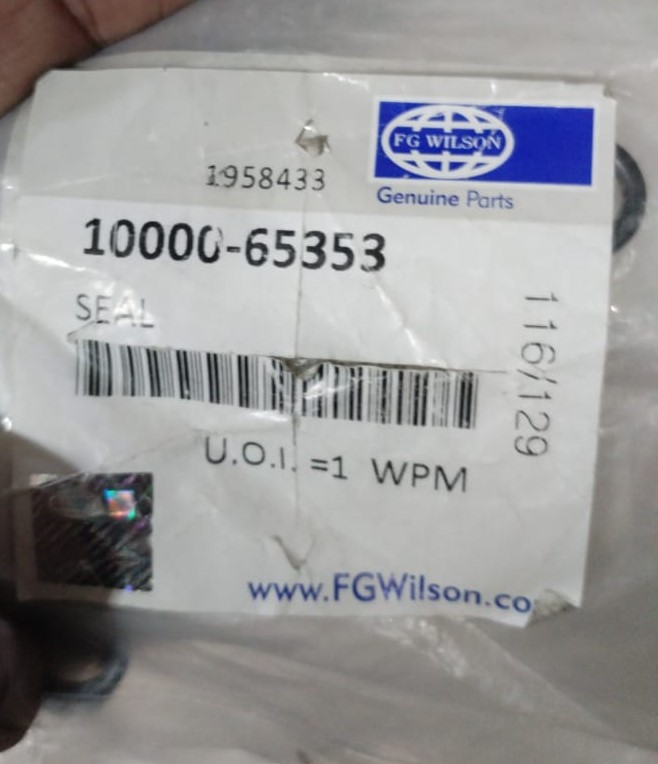 FG WILSON
Genuine Parts
1958433
10000-65353
SEAL
116/129
U.O.I. =1 WPM
www.FGWilson.co